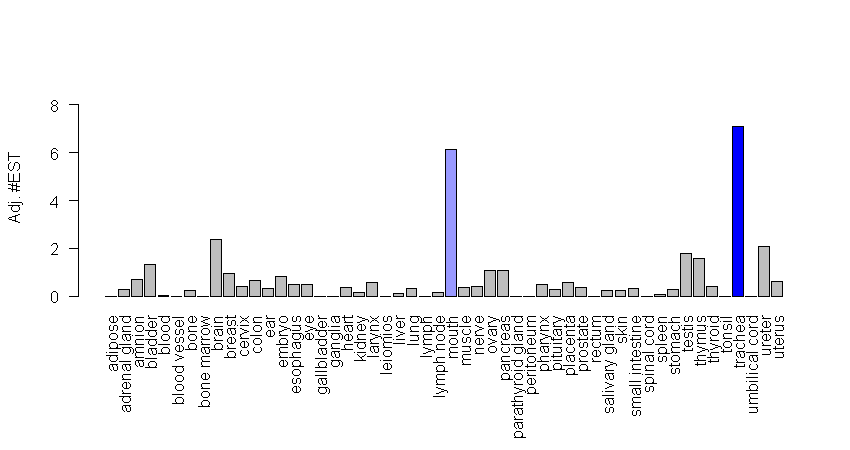 Adj. #EST
8
6
4
2
0
adipose
adrenal gland
amnion
bladder
blood
blood vessel
bone
bone marrow
brain
breast
cervix
colon
ear
embryo
esophagus
eye
gallbladder
ganglia
heart
kidney
larynx
leiomios
liver
lung
lymph
lymph node
mouth
muscle
nerve
ovary
pancreas
parathyroid gland
peritoneum
pharynx
pituitary
placenta
prostate
rectum
salivary gland
skin
small intestine
spinal cord
spleen
stomach
testis
thymus
thyroid
tonsil
trachea
umbilical cord
ureter
uterus